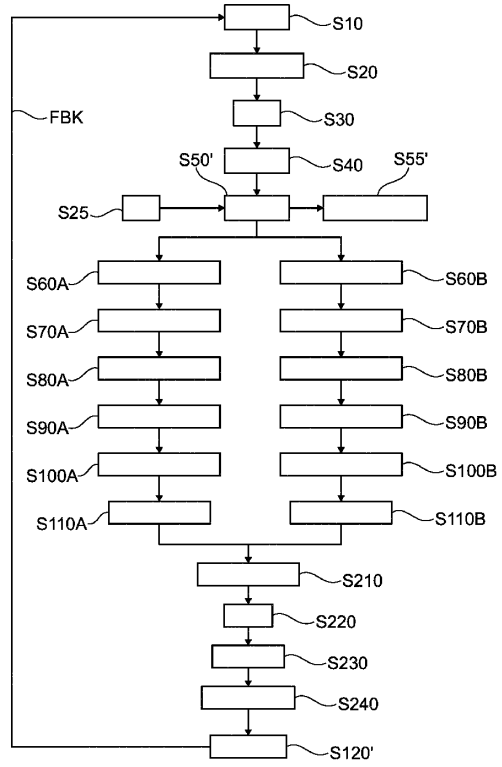 S10
S20
FBK
S30
S40
S50'
S55'
S25
S60A
S60B
S70A
S70B
S80A
S80B
S90A
S90B
S100A
S100B
S110A
S110B
S210
S220
S230
S240
S120'